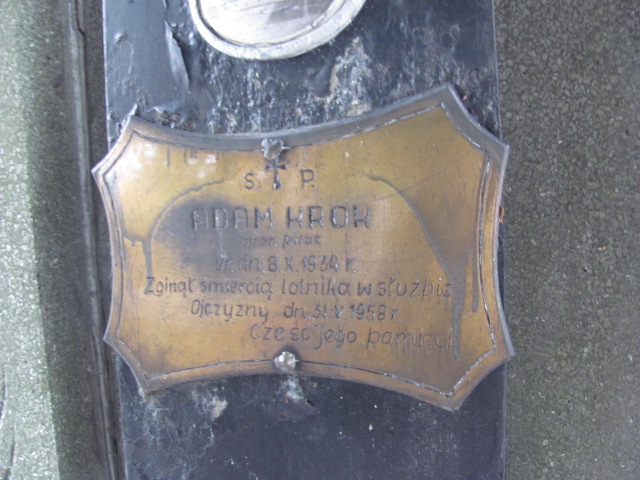 Ś. P.
ADAM KROK
ppor. pilot
Ur. dn. 8.X.1934 r.
Zginął śmiercią lotnika w służbie
Ojczyzny dn. 31.V.1958 r.
Cześć jego pamięci